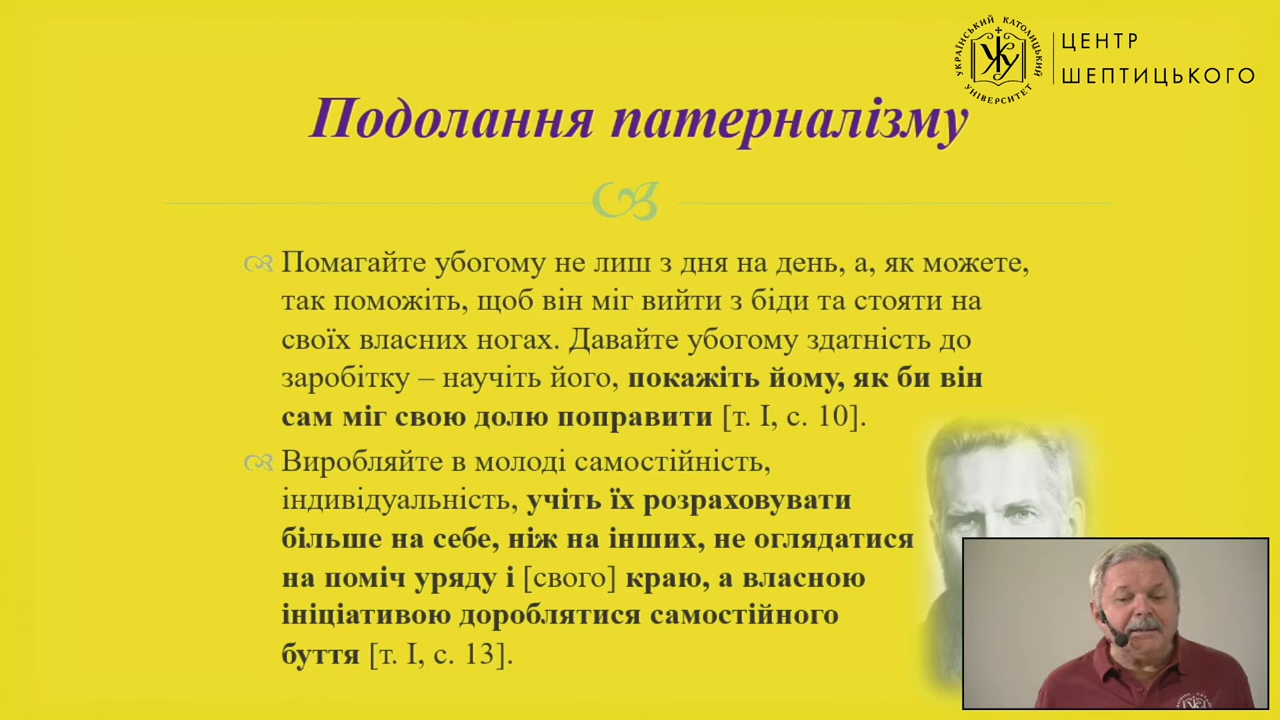 УКРАЇНСЬКИЙ КАТОЛИЦЬКИЙ УНІВЕРСИТЕТ
ЦЕНТР
ШЕПТИЦЬКОГО
Подолання патерналізму
Помагайте убогому не лиш з дня на день, а, як можете,
так поможіть, щоб він міг вийти з біди та стояти на
своїх власних ногах. Давайте убогому здатність до
заробітку – научіть його, покажіть йому, як би він
сам міг свою долю поправити [т. І, с. 10].
Виробляйте в молоді самостійність,
індивідуальність, учіть їх розраховувати
більше на себе, ніж на інших, не оглядатися
на поміч уряду і [свого] краю, а власною
ініціативою дороблятися самостійного
буття [т. І, с. 13].